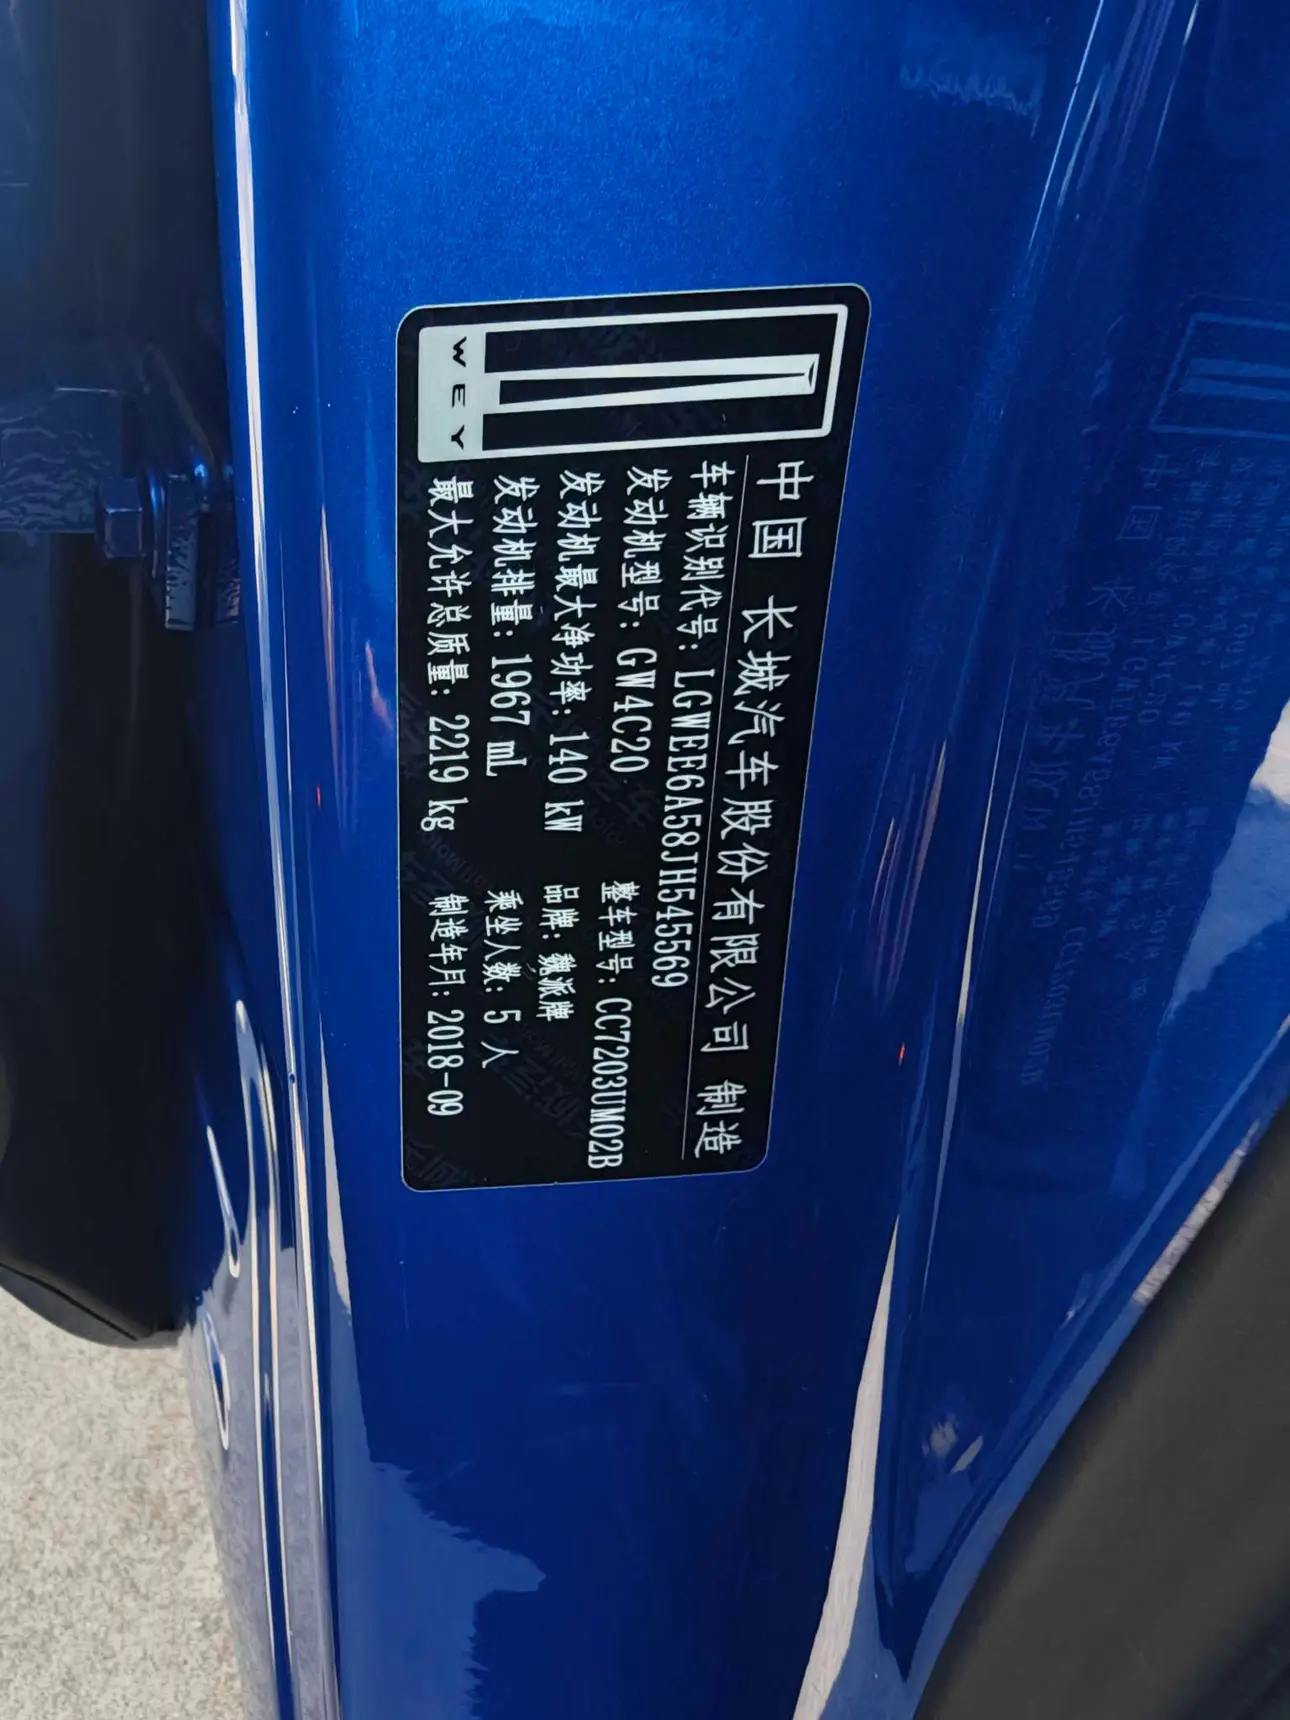 WEY
中国 长城汽车股份有限公司 制造
车辆识别代号: LGWEE6A58JH545569
发动机型号: GW4C20 整车型号: CC7203UM02B
发动机最大净功率: 140 kW 品牌: 魏派牌
发动机排量: 1967 mL 乘坐人数: 5 人
最大允许总质量: 2219 kg 制造年月: 2018-09